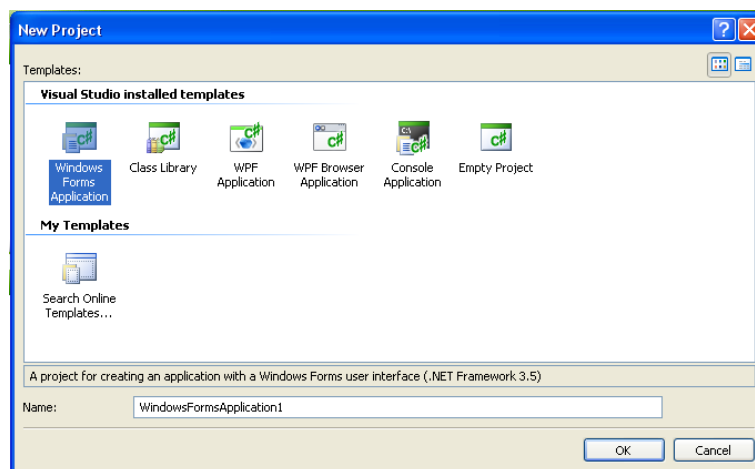 New Project
Templates:
Visual Studio installed templates
Windows Forms Application
Class Library
WPF Application
WPF Browser Application
Console Application
Empty Project
My Templates
Search Online Templates...
A project for creating an application with a Windows Forms user interface (.NET Framework 3.5)
Name: WindowsFormsApplication1
OK Cancel